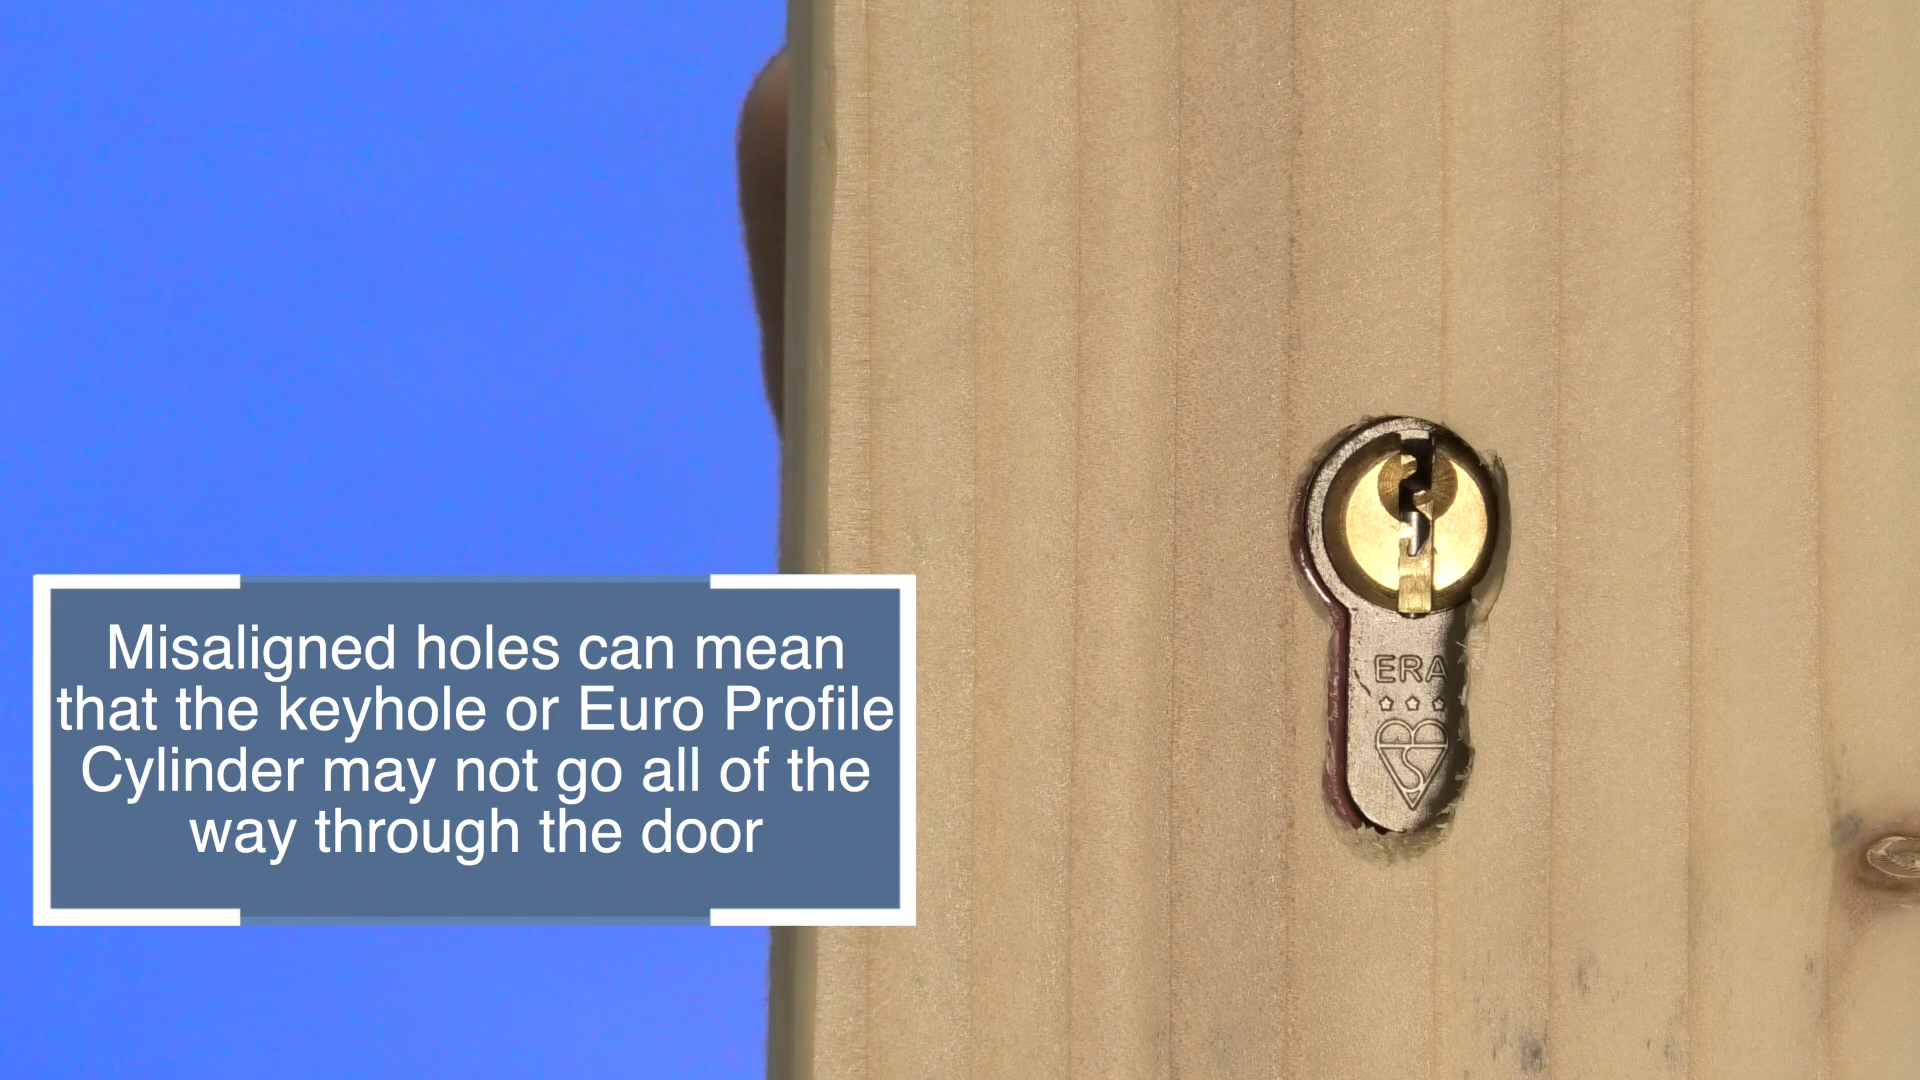 Misaligned holes can mean
that the keyhole or Euro Profile
Cylinder may not go all of the
way through the door
ERA